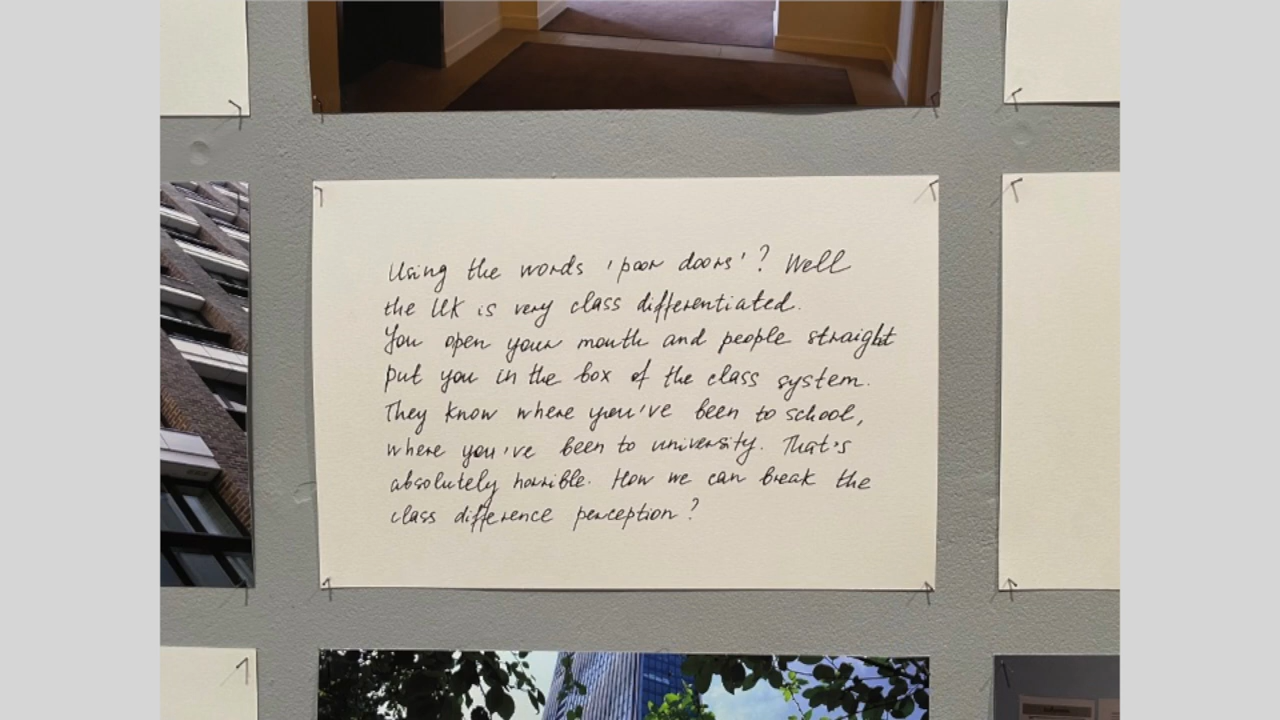 Using the words 'poor doors'? Well
the UK is very class differentiated.
You open your mouth and people straight
put you in the box of the class system.
They know where you've been to school,
where you've been to university. That's
absolutely horrible. How we can break the
class difference perception?